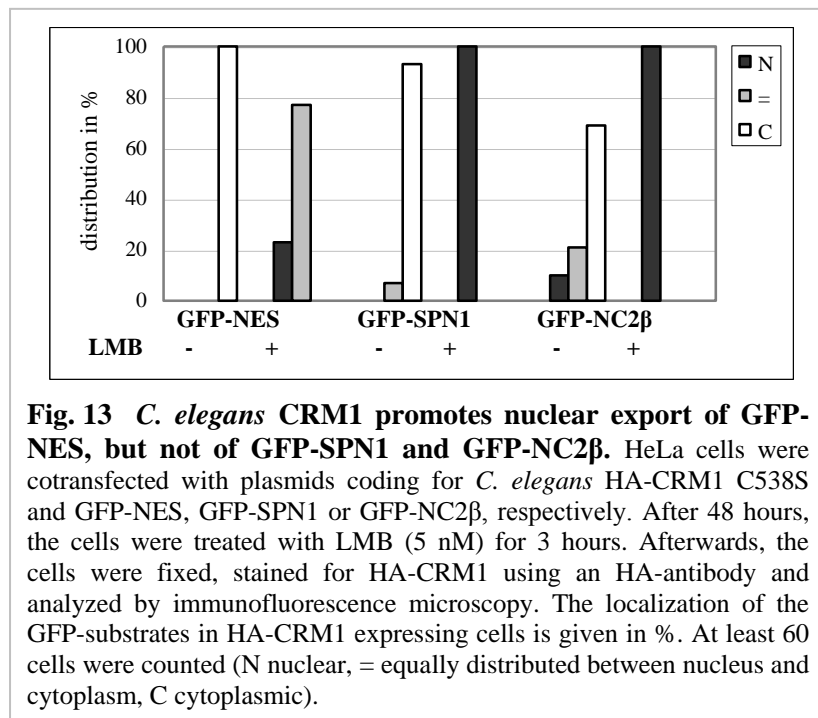 100
80
60
40
20
0
distribution in %
N
=
C
GFP-NES GFP-SPN1 GFP-NC2β
LMB - + - + - +
Fig. 13 C. elegans CRM1 promotes nuclear export of GFP-
NES, but not of GFP-SPN1 and GFP-NC2β. HeLa cells were
cotransfected with plasmids coding for C. elegans HA-CRM1 C538S
and GFP-NES, GFP-SPN1 or GFP-NC2β, respectively. After 48 hours,
the cells were treated with LMB (5 nM) for 3 hours. Afterwards, the
cells were fixed, stained for HA-CRM1 using an HA-antibody and
analyzed by immunofluorescence microscopy. The localization of the
GFP-substrates in HA-CRM1 expressing cells is given in %. At least 60
cells were counted (N nuclear, = equally distributed between nucleus and
cytoplasm, C cytoplasmic).